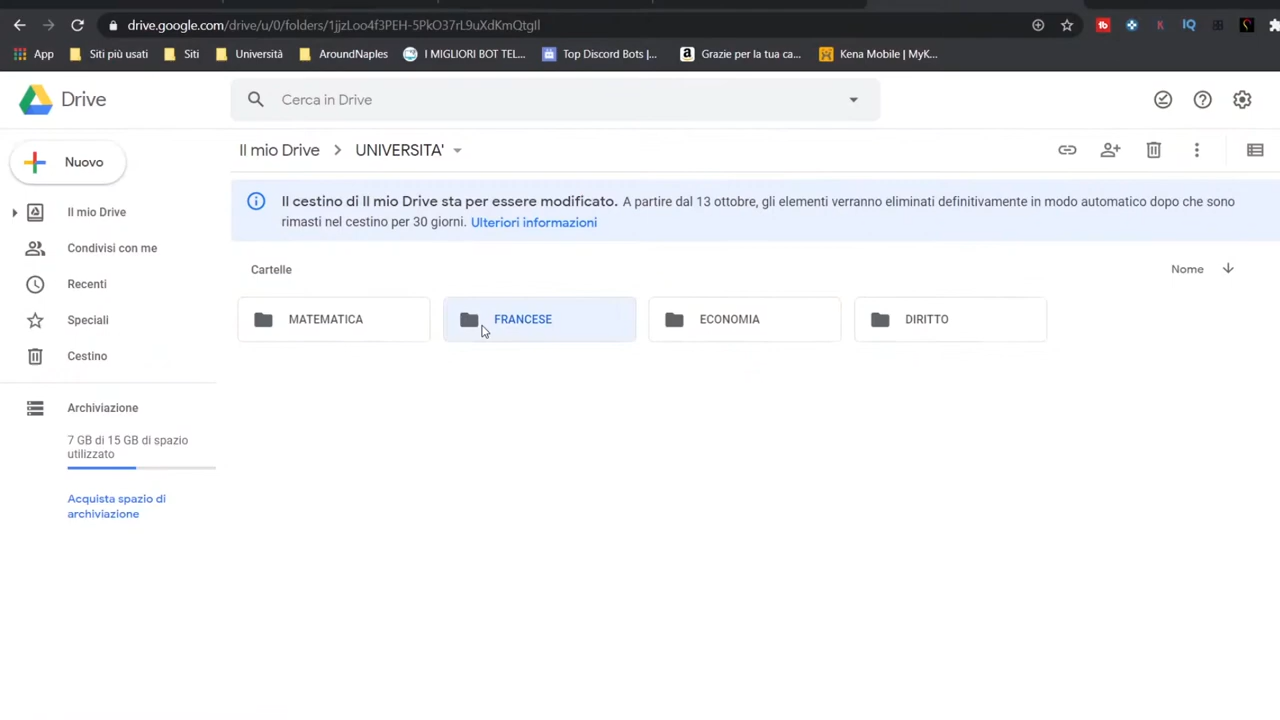 drive.google.com/drive/u/0/folders/1jjzLoo4f3PEH-5PkO37rL9uXdKmQtgIl
App Siti più usati Siti Università AroundNaples I MIGLIORI BOT TEL... Top Discord Bots |... Grazie per la tua ca... Kena Mobile | MyK...
Drive Cerca in Drive
Nuovo
Il mio Drive
Condivisi con me
Recenti
Speciali
Cestino
Archiviazione
7 GB di 15 GB di spazio
utilizzato
Acquista spazio di
archiviazione
Il mio Drive > UNIVERSITA'
Il cestino di Il mio Drive sta per essere modificato. A partire dal 13 ottobre, gli elementi verranno eliminati definitivamente in modo automatico dopo che sono
rimasti nel cestino per 30 giorni. Ulteriori informazioni
Cartelle Nome
MATEMATICA FRANCESE ECONOMIA DIRITTO